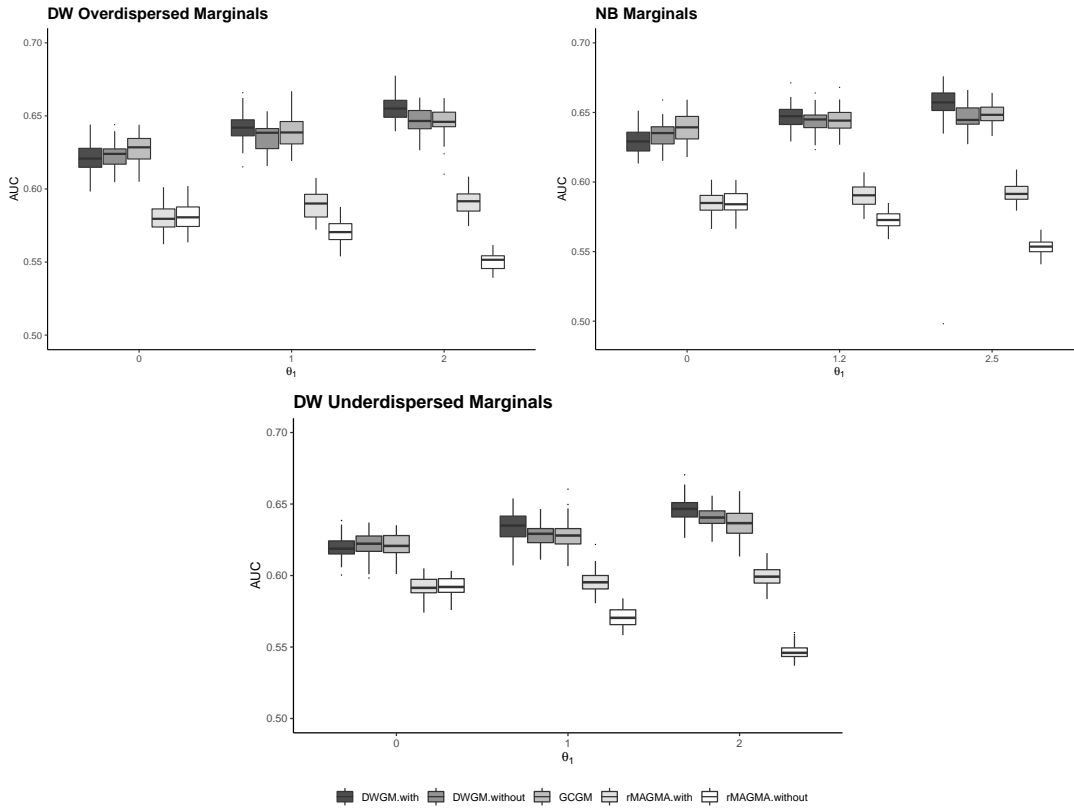 DW Overdispersed Marginals
0.70
0.65
0.60
0.55
0.50
AUC
0
1
2
θ1
NB Marginals
0.70
0.65
0.60
0.55
0.50
AUC
0
1.2
2.5
θ1
DW Underdispersed Marginals
0.70
0.65
0.60
0.55
0.50
AUC
0
1
2
θ1
DWGM.with DWGM.without GCGM rMAGMA.with rMAGMA.without